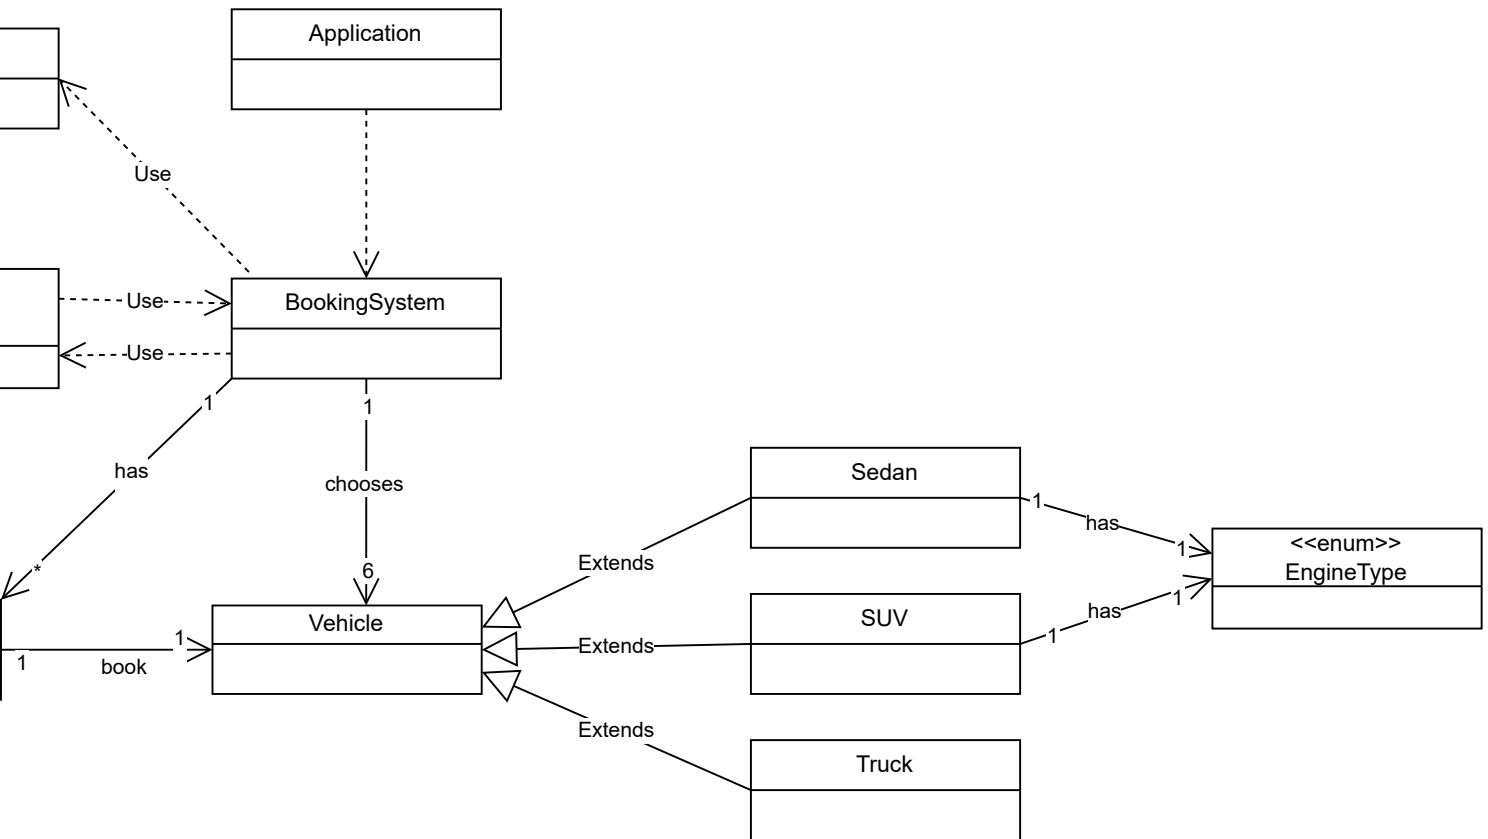 Application
Use
BookingSystem
Use
Use
1
1
has
chooses
*
6
Sedan
1
has
1
<<enum>>
EngineType
Extends
Vehicle
SUV
1
has
1
Extends
1
1
book
Extends
Truck